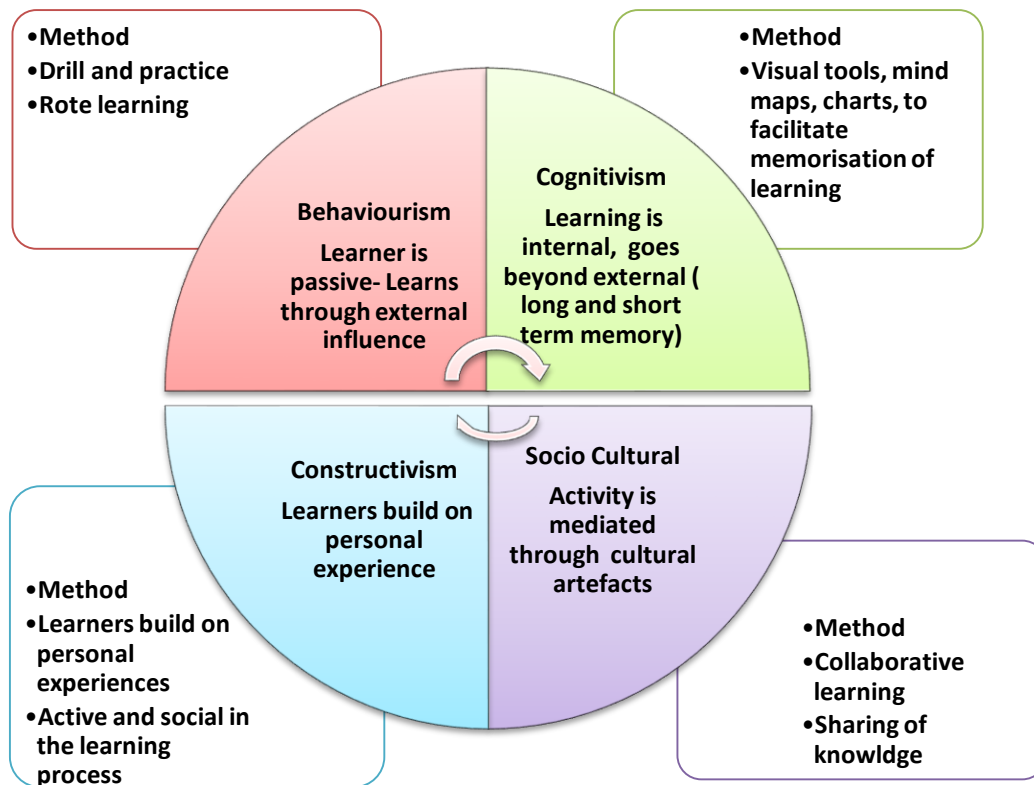 •Method
•Drill and practice
•Rote learning
•Method
•Visual tools, mind
maps, charts, to
facilitate
memorisation of
learning
Behaviourism
Learner is
passive- Learns
through external
influence
Cognitivism
Learning is
internal, goes
beyond external (
long and short
term memory)
Constructivism
Learners build on
personal
experience
Socio Cultural
Activity is
mediated
through cultural
artefacts
•Method
•Learners build on
personal
experiences
•Active and social in
the learning
process
•Method
•Collaborative
learning
•Sharing of
knowldge